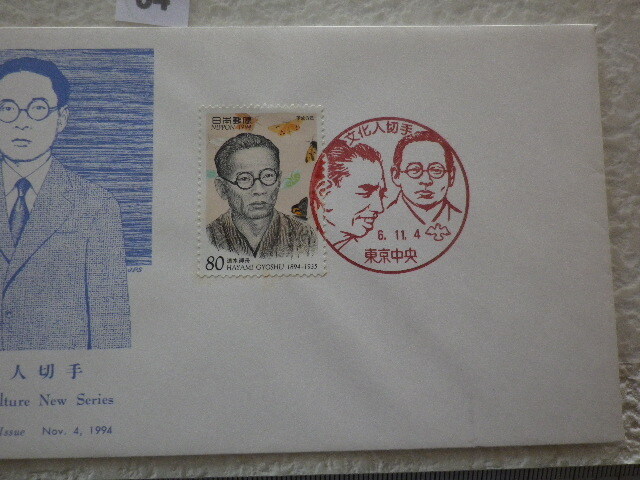 04
日本郵便
NIPPON 1994
80 速水御舟
HAYAMI GYOSHU 1894-1935
文化人切手
6.11.4
東京中央
人切手
lture New Series
Issue Nov. 4, 1994